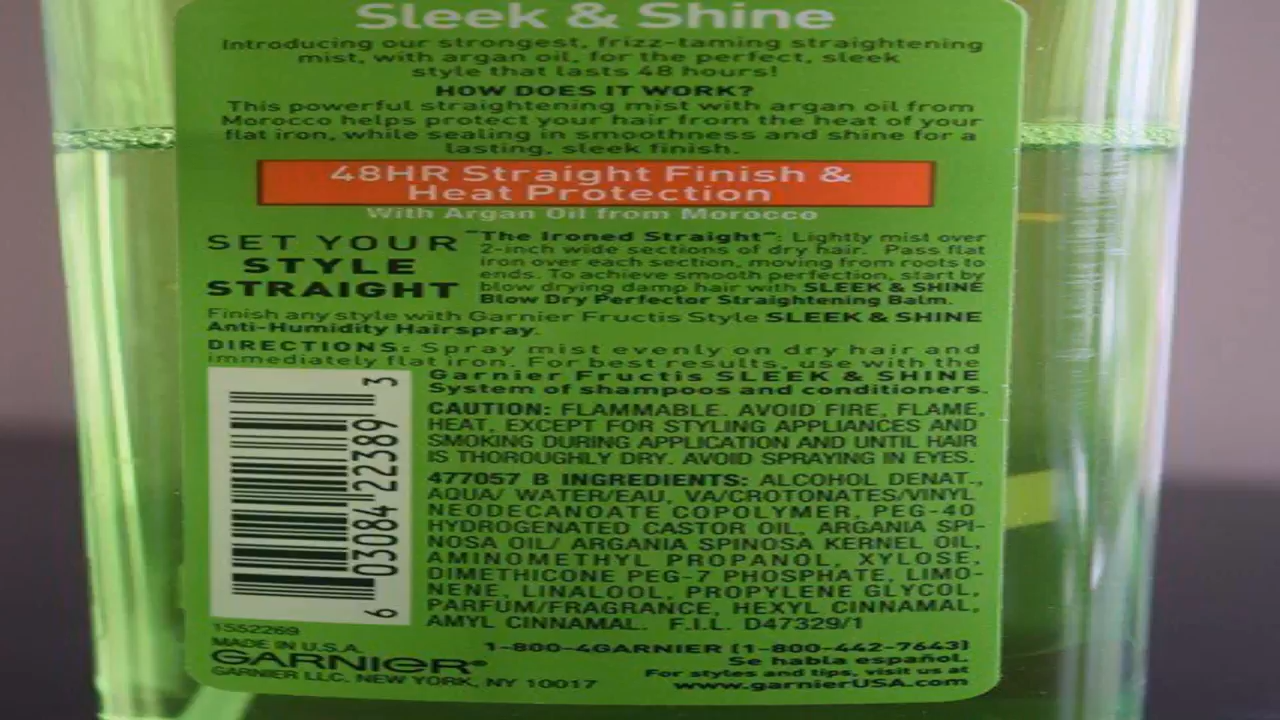 Sleek & Shine
Introducing our strongest, frizz-taming straightening
mist, with argan oil, for the perfect, sleek
style that lasts 48 hours!
HOW DOES IT WORK?
This powerful straightening mist with argan oil from
Morocco helps protect your hair from the heat of your
flat iron, while sealing in smoothness and shine for a
lasting, sleek finish.
48HR Straight Finish &
Heat Protection
With Argan Oil from Morocco
SET YOUR
STYLE
STRAIGHT
"The Ironed Straight": Lightly mist over
2-inch wide sections of dry hair. Pass flat
iron over each section, moving from roots to
ends. To achieve smooth perfection, start by
blow drying damp hair with SLEEK & SHINE
Blow Dry Perfector Straightening Balm.
Finish any style with Garnier Fructis Style SLEEK & SHINE
Anti-Humidity Hairspray.
DIRECTIONS: Spray mist evenly on dry hair and
immediately flat iron. For best results, use with the
Garnier Fructis SLEEK & SHINE
System of shampoos and conditioners.
CAUTION: FLAMMABLE. AVOID FIRE, FLAME,
HEAT, EXCEPT FOR STYLING APPLIANCES AND
SMOKING DURING APPLICATION AND UNTIL HAIR
IS THOROUGHLY DRY. AVOID SPRAYING IN EYES.
477057 B INGREDIENTS: ALCOHOL DENAT.,
AQUA/ WATER/EAU, VA/CROTONATES/VINYL
NEODECANOATE COPOLYMER, PEG-40
HYDROGENATED CASTOR OIL, ARGANIA SPI-
NOSA OIL/ ARGANIA SPINOSA KERNEL OIL,
AMINOMETHYL PROPANOL, XYLOSE,
DIMETHICONE PEG-7 PHOSPHATE, LIMO-
NENE, LINALOOL, PROPYLENE GLYCOL,
PARFUM/FRAGRANCE, HEXYL CINNAMAL,
AMYL CINNAMAL. F.I.L. D47329/1
6 03084 22389 3
1552269
MADE IN U.S.A.
GARNIER®
GARNIER LLC. NEW YORK, NY 10017
1-800-4GARNIER (1-800-442-7643)
Se habla español.
For styles and tips, visit us at
www.garnierUSA.com